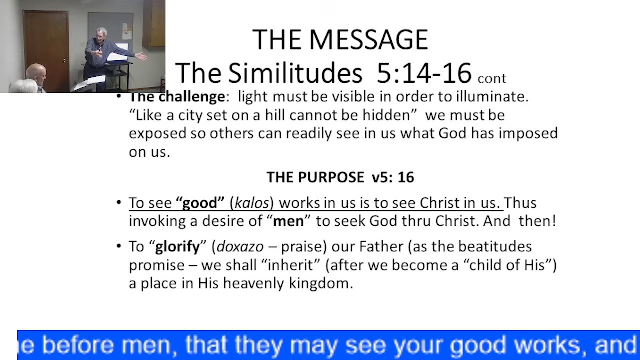 THE MESSAGE
The Similitudes 5:14-16 cont
• The challenge: light must be visible in order to illuminate.
“Like a city set on a hill cannot be hidden” we must be
exposed so others can readily see in us what God has imposed
on us.
THE PURPOSE v5: 16
• To see “good” (kalos) works in us is to see Christ in us. Thus
invoking a desire of “men” to seek God thru Christ. And then!
• To “glorify” (doxazo – praise) our Father (as the beatitudes
promise – we shall “inherit” (after we become a “child of His”)
a place in His heavenly kingdom.
before men, that they may see your good works, and